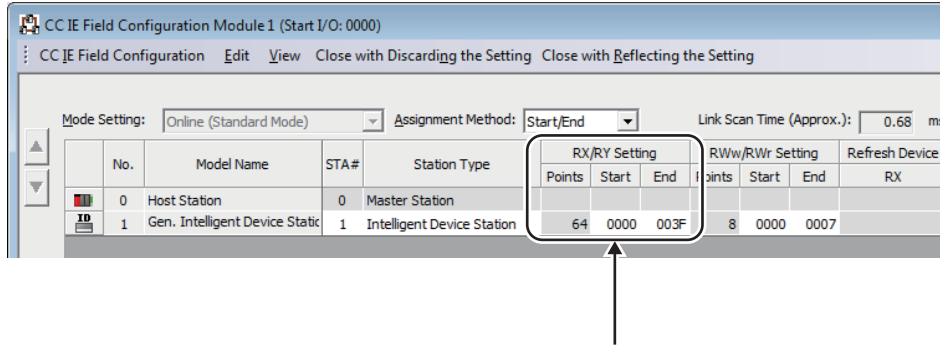 CC IE Field Configuration Module 1 (Start I/O: 0000)
CC IE Field Configuration Edit View Close with Discarding the Setting Close with Reflecting the Setting
Mode Setting: Online (Standard Mode) Assignment Method: Start/End Link Scan Time (Approx.): 0.68 ms
No. Model Name STA# Station Type RX/RY Setting RWw/RWr Setting Refresh Device
Points Start End Points Start End RX
0 Host Station 0 Master Station
ID 1 Gen. Intelligent Device Static 1 Intelligent Device Station 64 0000 003F 8 0000 0007